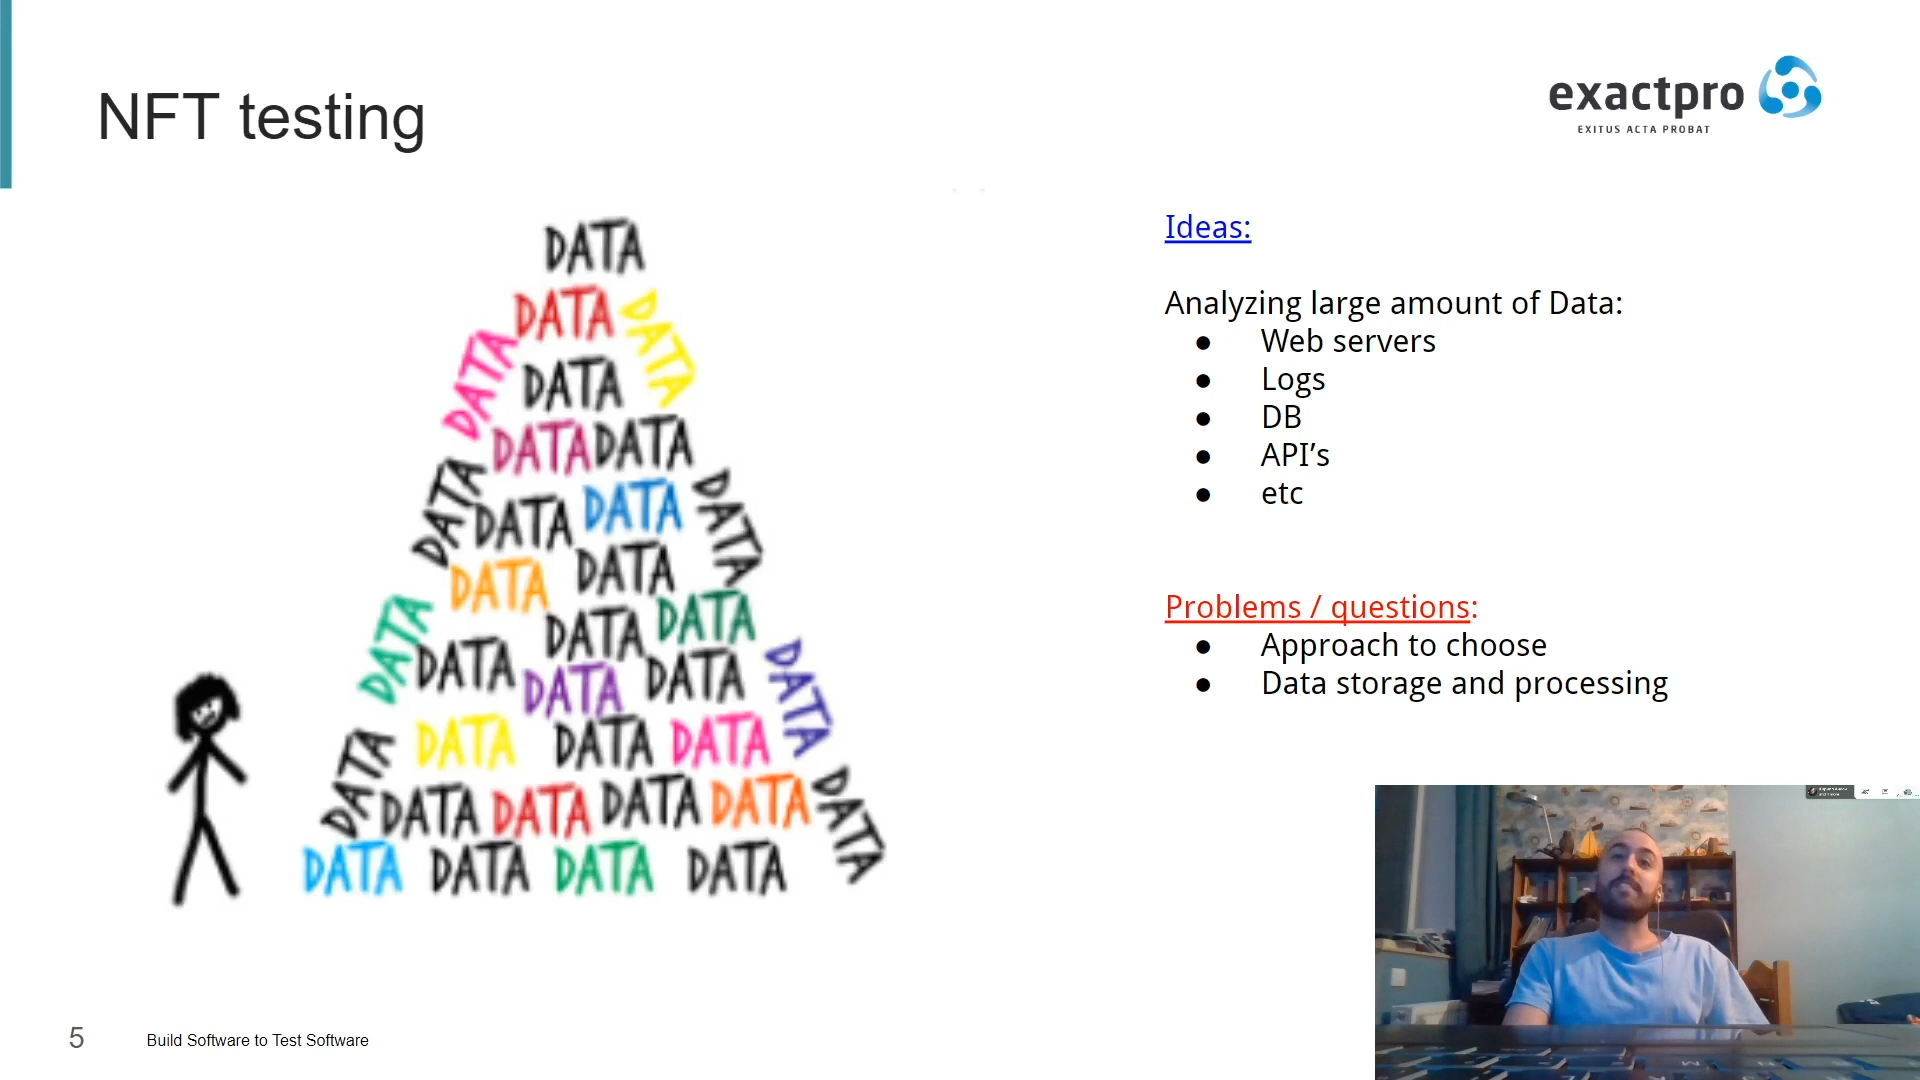 NFT testing
exactpro
EXITUS ACTA PROBAT
DATA
DATA DATA
DATA DATA
DATA DATA
DATA DATA DATA DATA
DATA DATA
DATA DATA DATA
DATA DATA DATA DATA
DATA DATA DATA DATA
DATA DATA DATA DATA DATA
DATA DATA DATA DATA
Ideas:
Analyzing large amount of Data:
● Web servers
● Logs
● DB
● API’s
● etc
Problems / questions:
● Approach to choose
● Data storage and processing
5
Build Software to Test Software